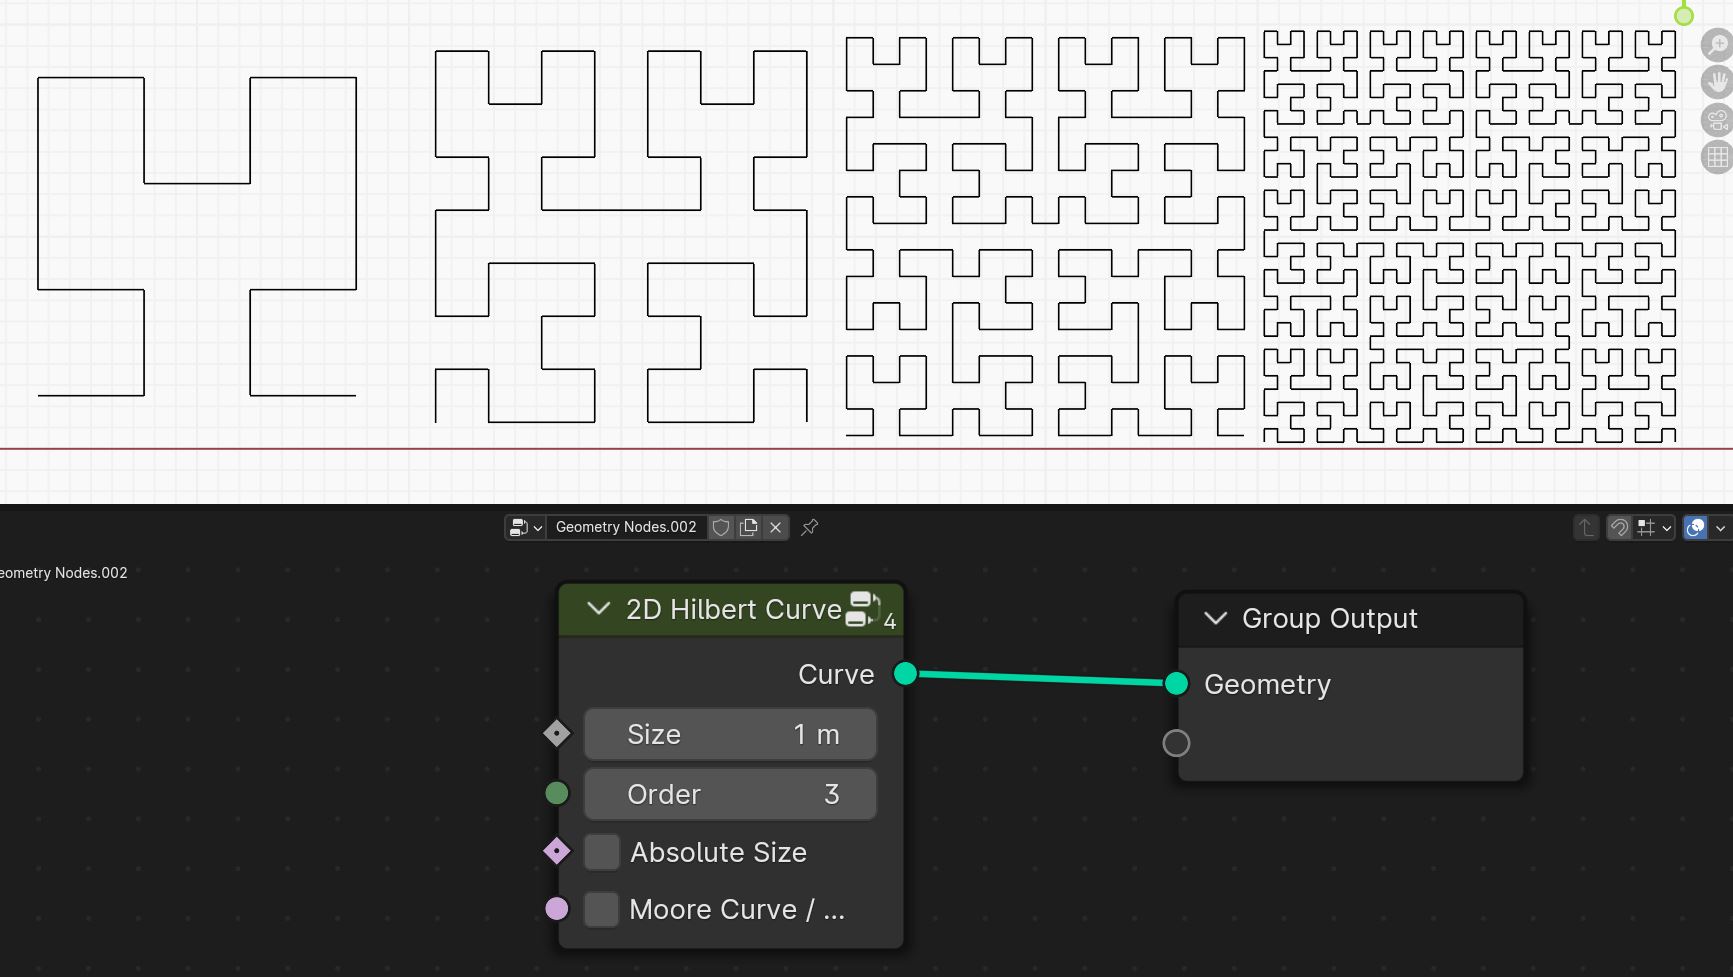 Geometry Nodes.002
eometry Nodes.002
2D Hilbert Curve
4
Curve
Size 1 m
Order 3
Absolute Size
Moore Curve / ...
Group Output
Geometry